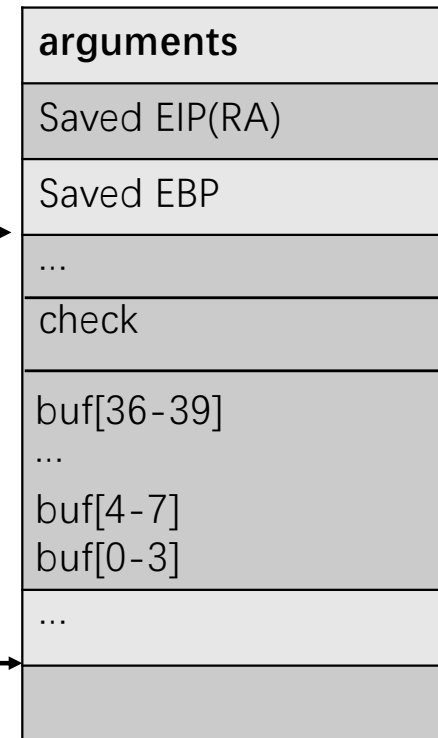 arguments
Saved EIP(RA)
Saved EBP
...
check
buf[36-39]
...
buf[4-7]
buf[0-3]
...